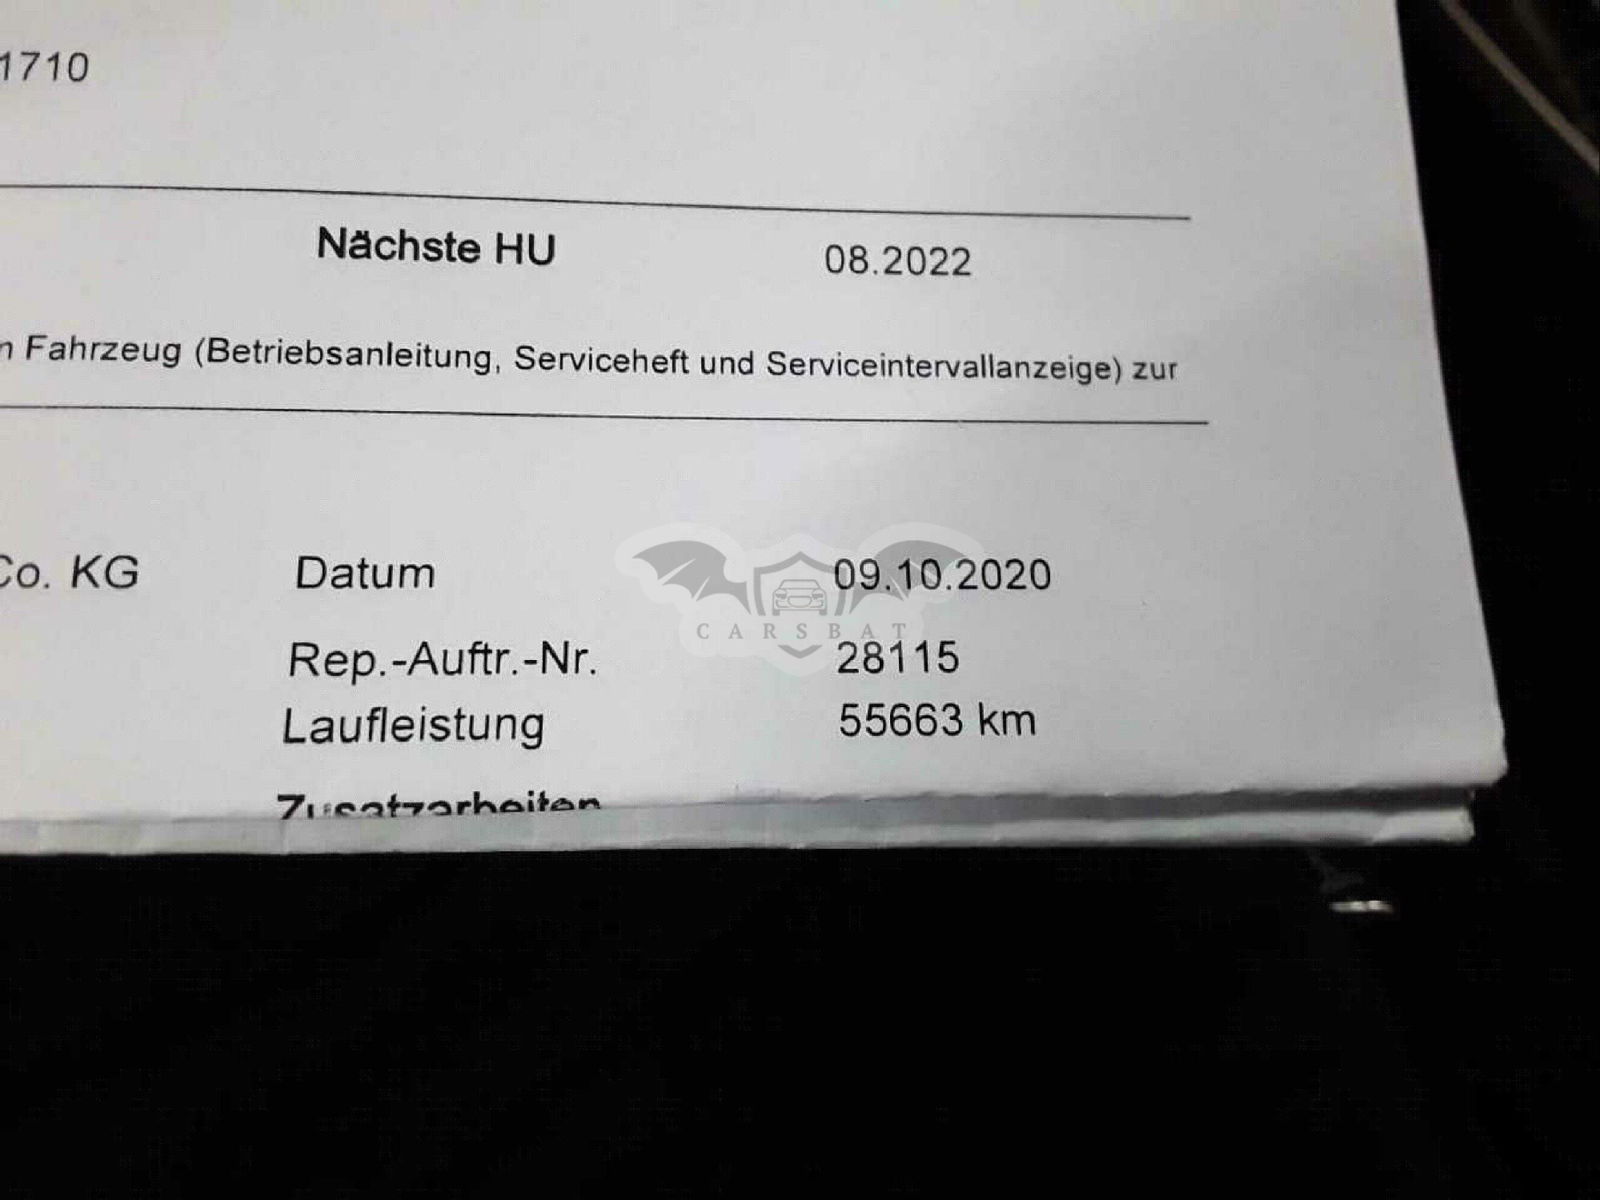 1710
Nächste HU 08.2022
Fahrzeug (Betriebsanleitung, Serviceheft und Serviceintervallanzeige) zur
Co. KG Datum 09.10.2020
CARSBAT
Rep.-Auftr.-Nr. 28115
Laufleistung 55663 km
Zusatzarbeiten